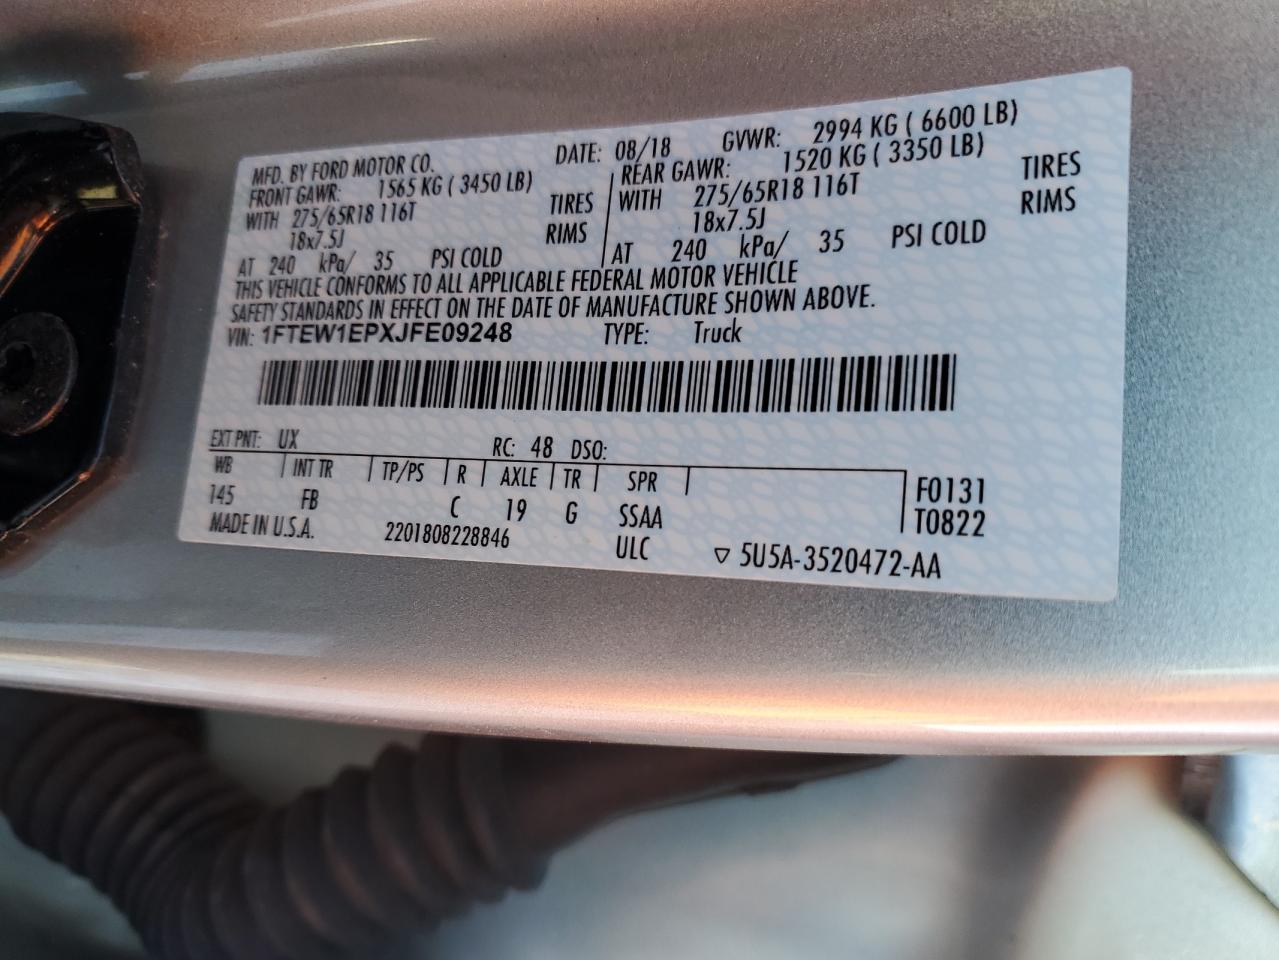 MFD. BY FORD MOTOR CO. DATE: 08/18 GVWR: 2994 KG ( 6600 LB)
FRONT GAWR: 1565 KG ( 3450 LB) REAR GAWR: 1520 KG ( 3350 LB)
WITH 275/65R18 116T TIRES WITH 275/65R18 116T TIRES
18x7.5J RIMS 18x7.5J RIMS
AT 240 kPa/ 35 PSI COLD AT 240 kPa/ 35 PSI COLD
THIS VEHICLE CONFORMS TO ALL APPLICABLE FEDERAL MOTOR VEHICLE
SAFETY STANDARDS IN EFFECT ON THE DATE OF MANUFACTURE SHOWN ABOVE.
VIN: 1FTEW1EPXJFE09248 TYPE: Truck
EXT PNT: UX RC: 48 DSO:
WB INT TR TP/PS R AXLE TR SPR F0131
145 FB C 19 G SSAA T0822
MADE IN U.S.A. 2201808228846 ULC ▽ 5U5A-3520472-AA